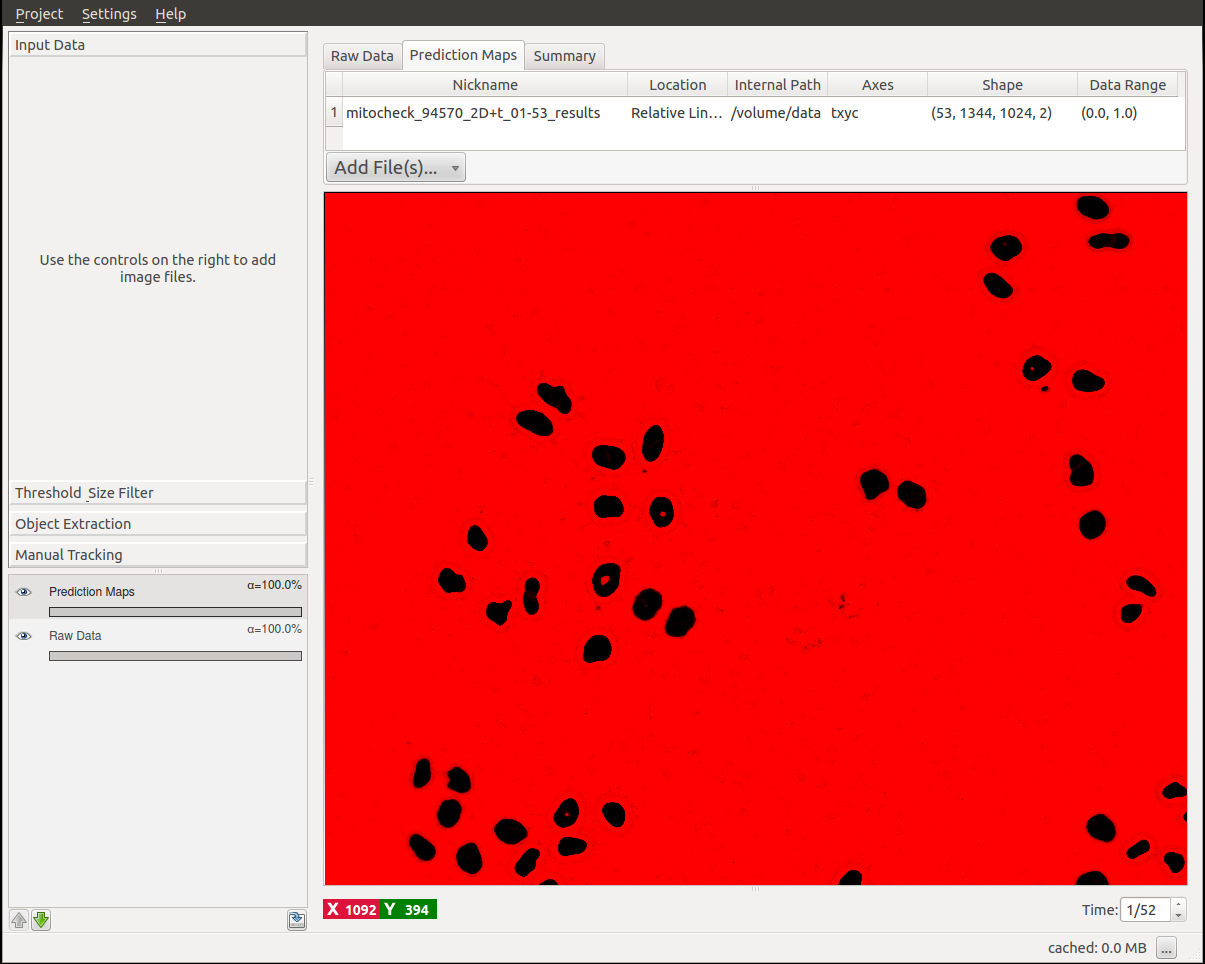 Project Settings Help
Input Data
Use the controls on the right to add
image files.
Threshold _Size Filter
Object Extraction
Manual Tracking
Prediction Maps α=100.0%
Raw Data α=100.0%
Raw Data Prediction Maps Summary
Nickname Location Internal Path Axes Shape Data Range
1 mitocheck_94570_2D+t_01-53_results Relative Lin... /volume/data txyc (53, 1344, 1024, 2) (0.0, 1.0)
Add File(s)...
X 1092 Y 394
Time: 1/52
cached: 0.0 MB ...